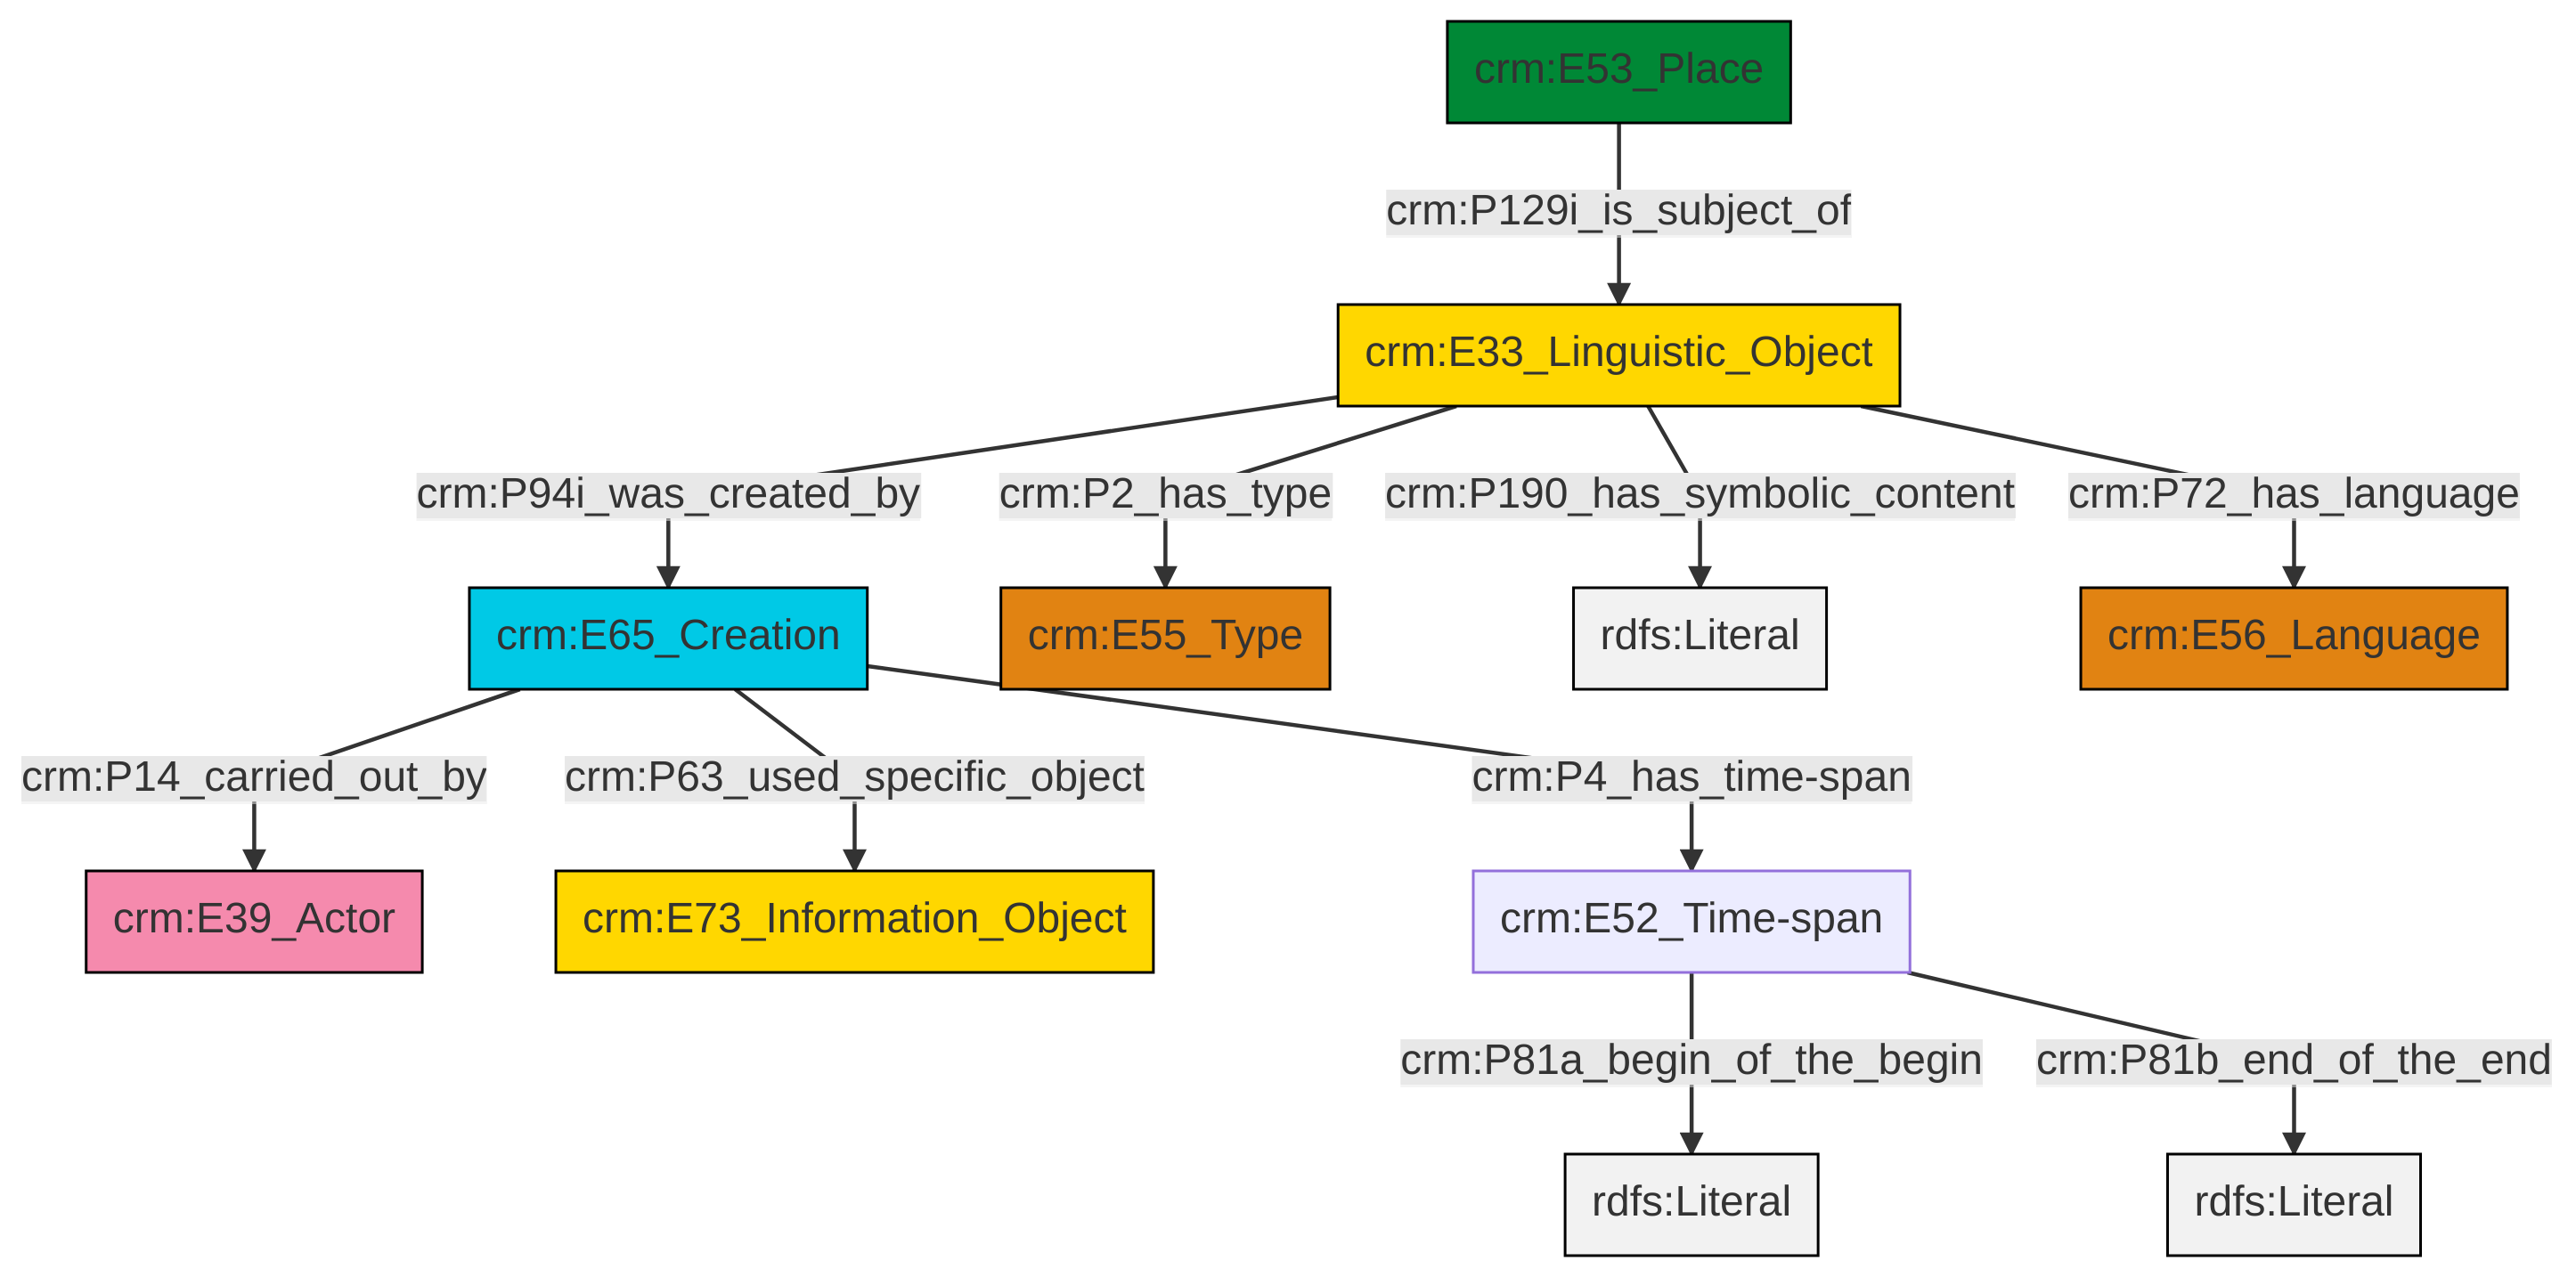 crm:E53_Place
crm:P129i_is_subject_of
crm:E33_Linguistic_Object
crm:P94i_was_created_by
crm:P2_has_type
crm:P190_has_symbolic_content
crm:P72_has_language
crm:E65_Creation
crm:E55_Type
rdfs:Literal
crm:E56_Language
crm:P14_carried_out_by
crm:P63_used_specific_object
crm:P4_has_time-span
crm:E39_Actor
crm:E73_Information_Object
crm:E52_Time-span
crm:P81a_begin_of_the_begin
crm:P81b_end_of_the_end
rdfs:Literal
rdfs:Literal